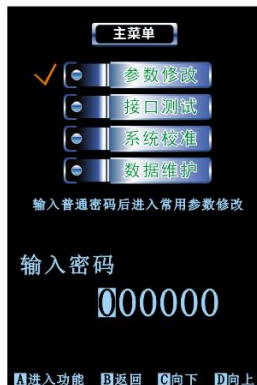 主菜单
参数修改
接口测试
系统校准
数据维护
输入普通密码后进入常用参数修改
输入密码
000000
A进入功能 B返回 C向下 D向上